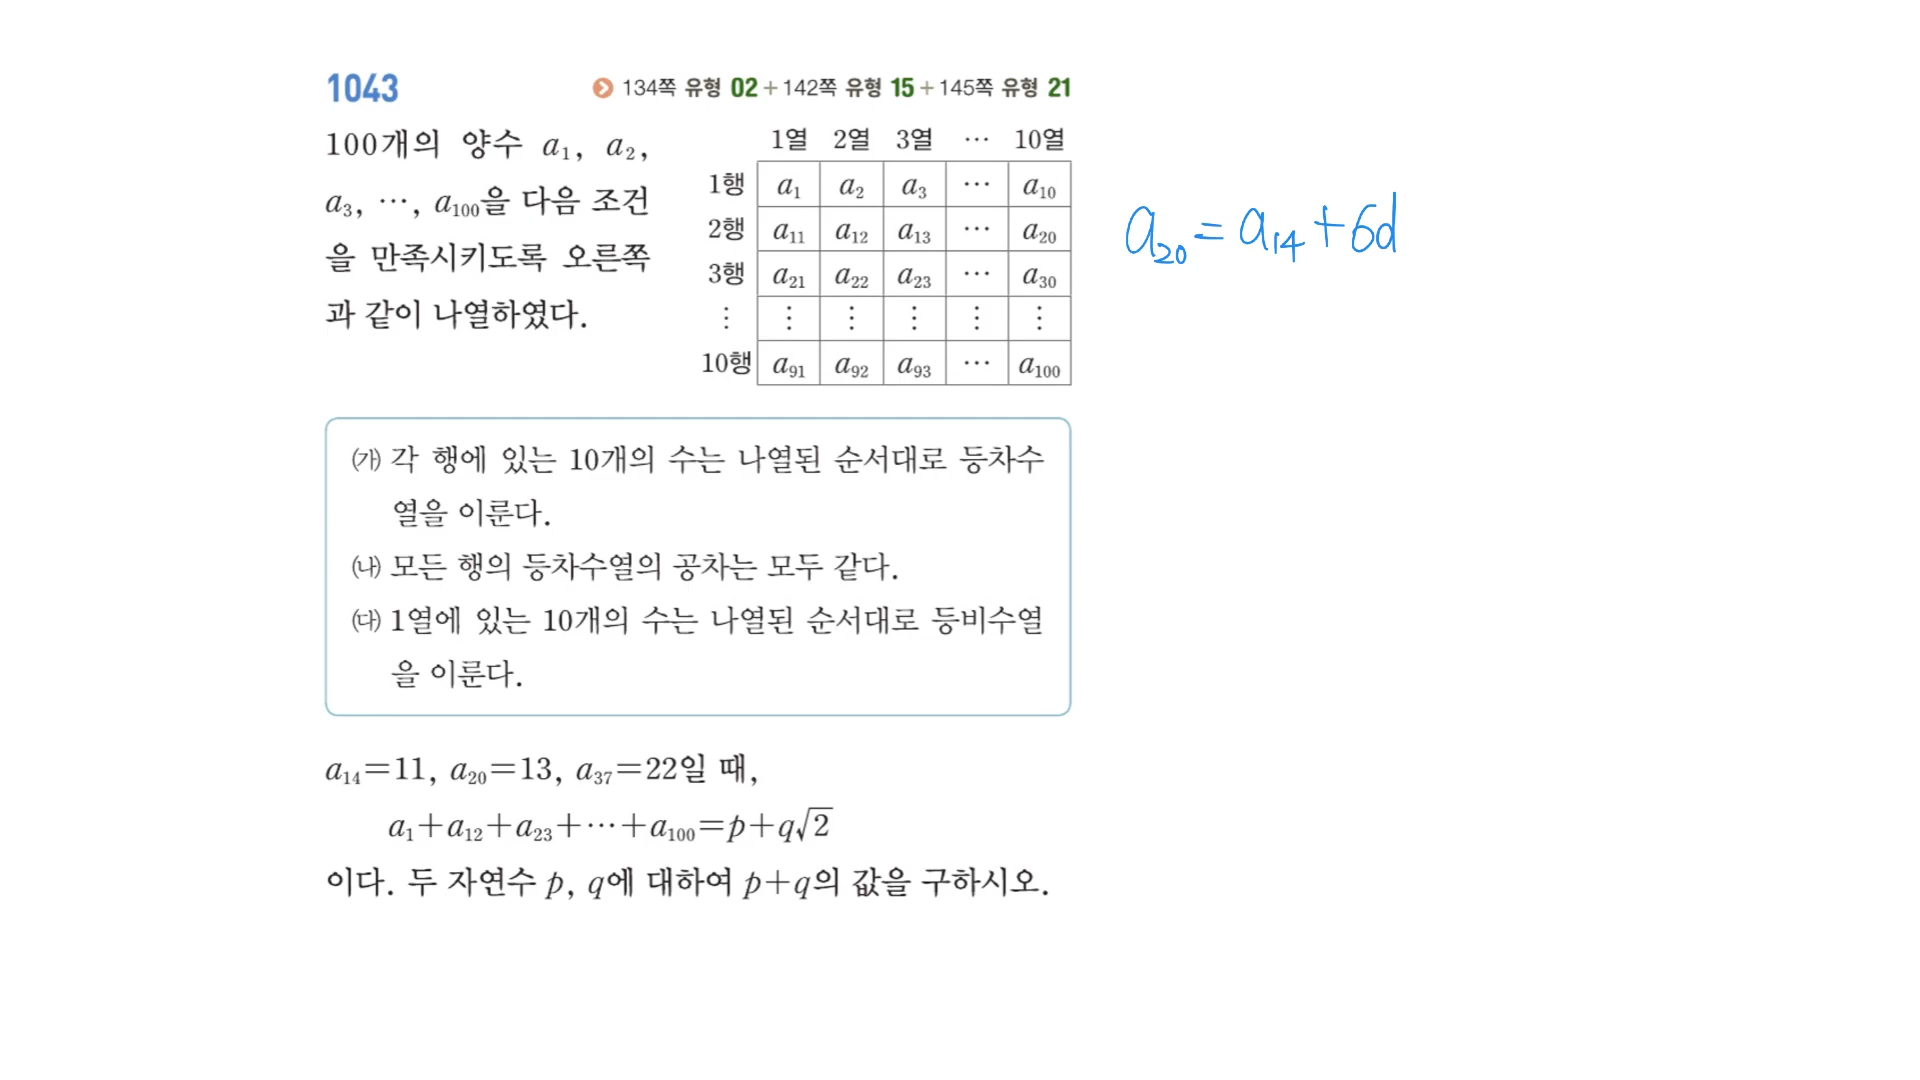 1043
134쪽 유형 02 + 142쪽 유형 15 + 145쪽 유형 21
100개의 양수 a₁, a₂,
a₃, ⋯, a₁₀₀을 다음 조건
을 만족시키도록 오른쪽
과 같이 나열하였다.
1열 2열 3열 ⋯ 10열
1행 a₁ a₂ a₃ ⋯ a₁₀
2행 a₁₁ a₁₂ a₁₃ ⋯ a₂₀
3행 a₂₁ a₂₂ a₂₃ ⋯ a₃₀
⋮ ⋮ ⋮ ⋮ ⋮ ⋮
10행 a₉₁ a₉₂ a₉₃ ⋯ a₁₀₀
a₂₀ = a₁₄ + 6d
㈎ 각 행에 있는 10개의 수는 나열된 순서대로 등차수
열을 이룬다.
㈏ 모든 행의 등차수열의 공차는 모두 같다.
㈐ 1열에 있는 10개의 수는 나열된 순서대로 등비수열
을 이룬다.
a₁₄=11, a₂₀=13, a₃₇=22일 때,
a₁+a₁₂+a₂₃+⋯+a₁₀₀=p+q√2
이다. 두 자연수 p, q에 대하여 p+q의 값을 구하시오.